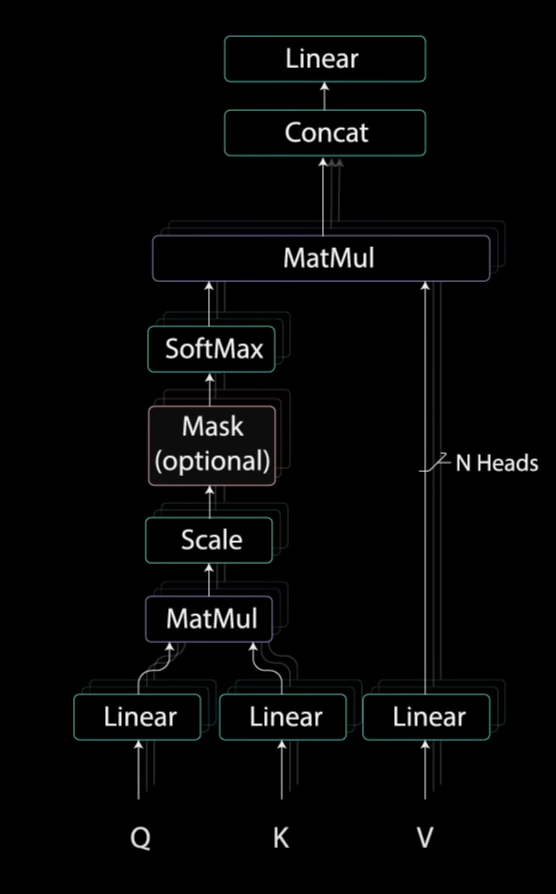 Linear
Concat
MatMul
SoftMax
Mask
(optional)
N Heads
Scale
MatMul
Linear
Linear
Linear
Q
K
V